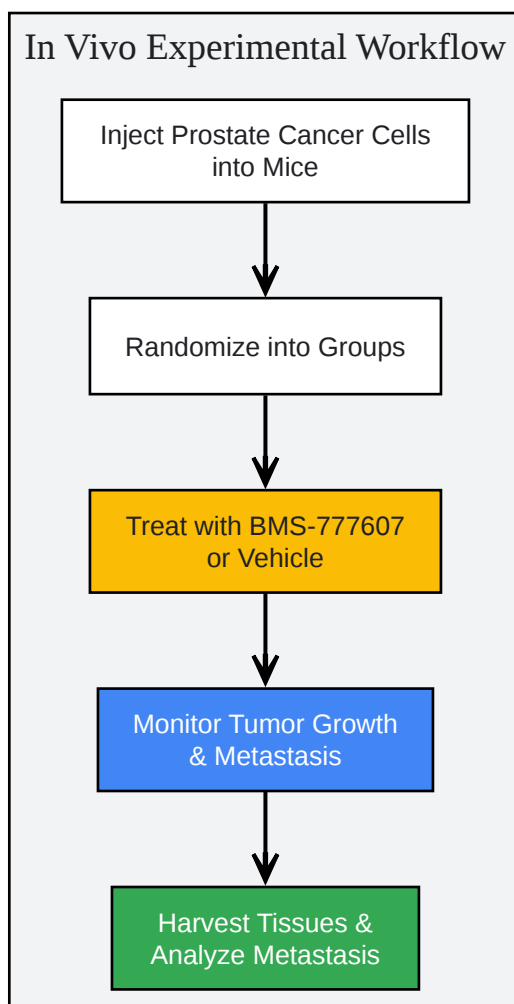 In Vivo Experimental Workflow
Inject Prostate Cancer Cells
into Mice
Randomize into Groups
Treat with BMS-777607
or Vehicle
Monitor Tumor Growth
& Metastasis
Harvest Tissues &
Analyze Metastasis